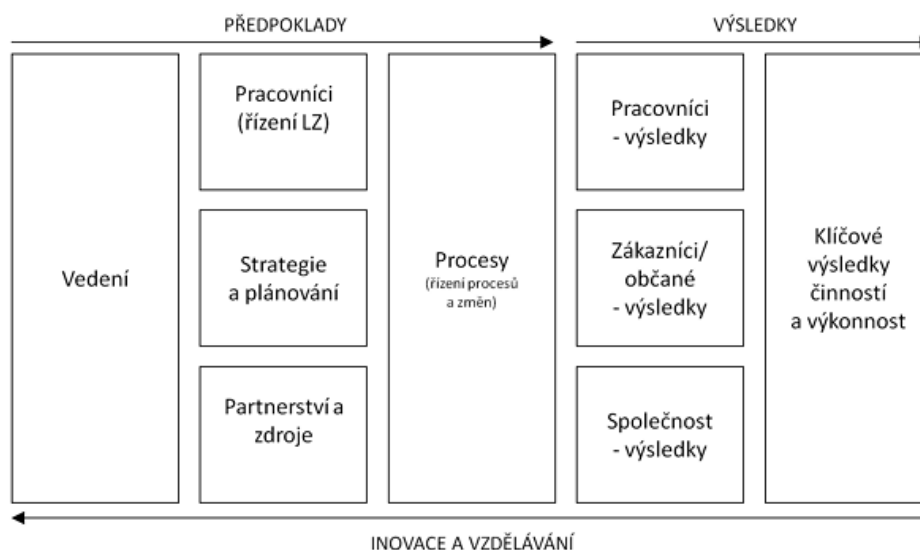 PŘEDPOKLADY
VÝSLEDKY
Vedení
Pracovníci
(řízení LZ)
Strategie
a plánování
Partnerství a
zdroje
Procesy
(řízení procesů
a změn)
Pracovníci
- výsledky
Zákazníci/
občané
- výsledky
Společnost
- výsledky
Klíčové
výsledky
činností
a výkonnost
INOVACE A VZDĚLÁVÁNÍ